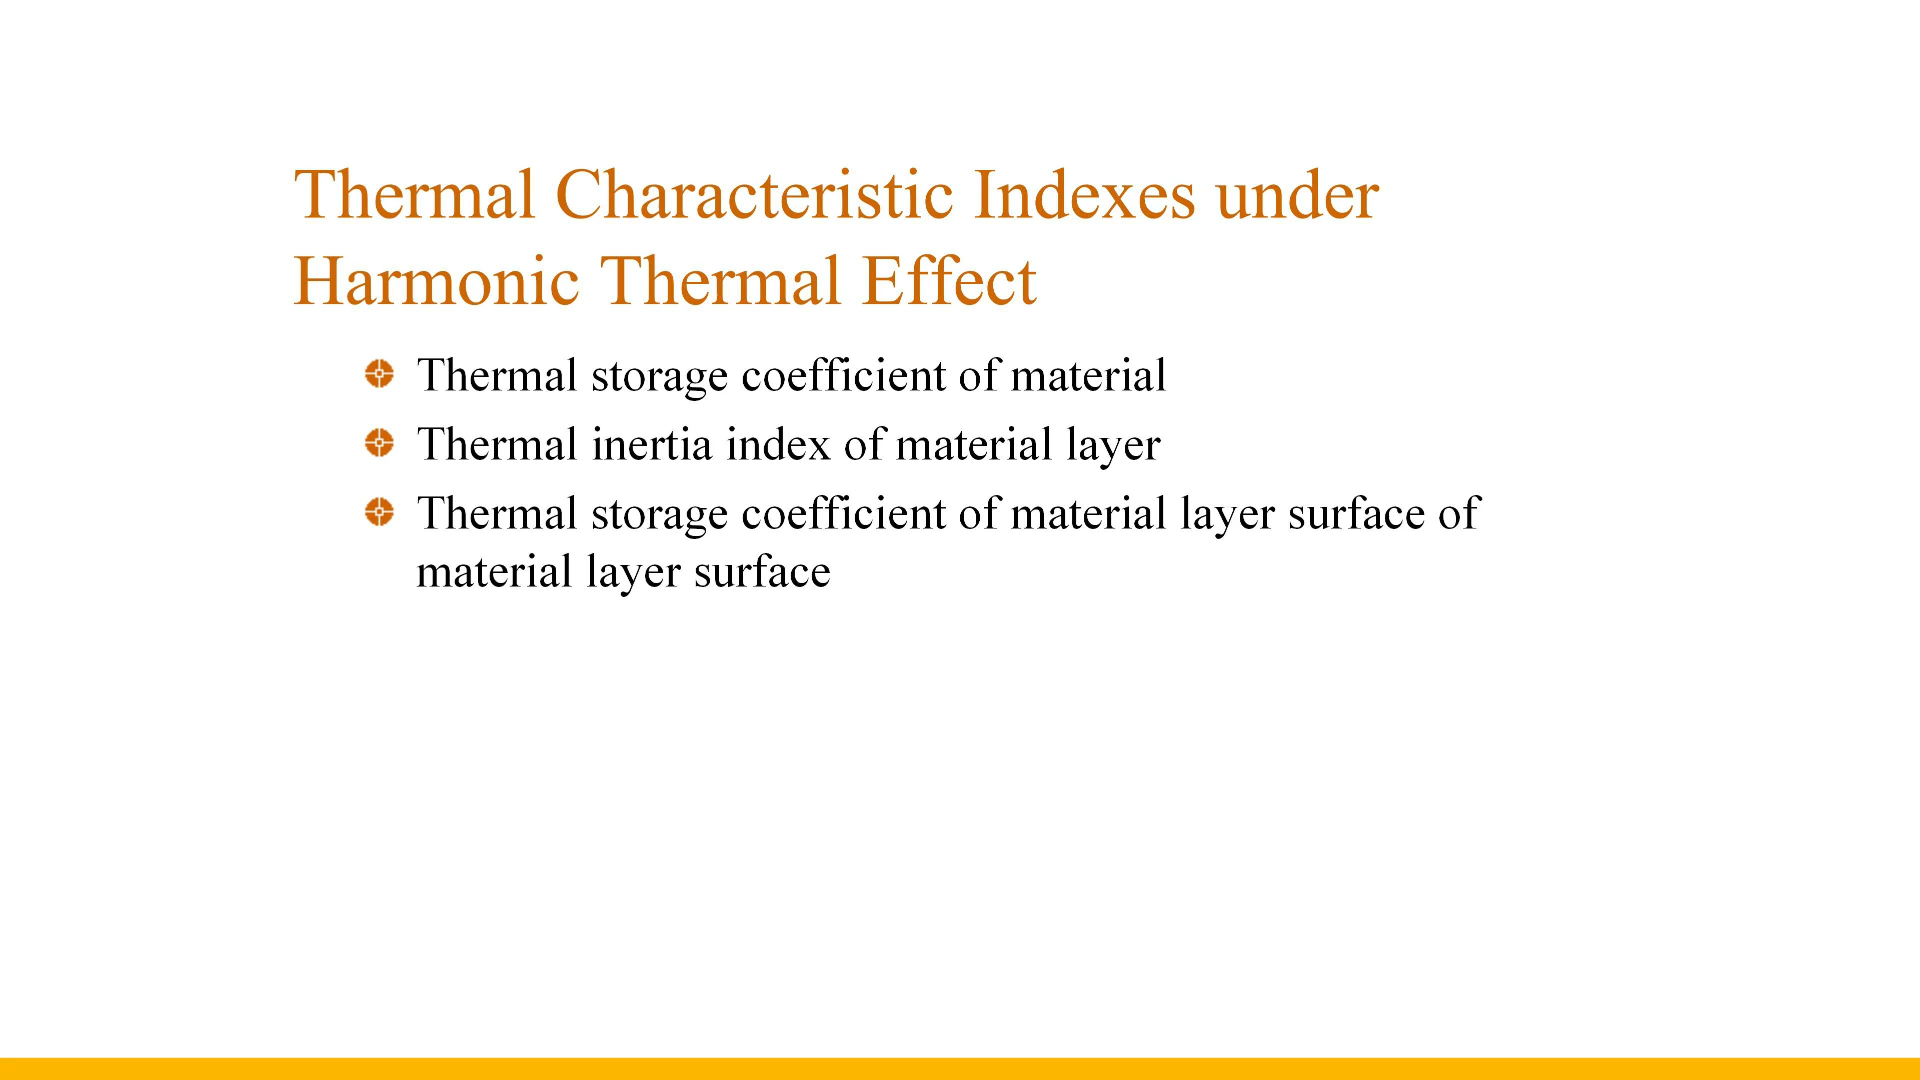 Thermal Characteristic Indexes under
Harmonic Thermal Effect
Thermal storage coefficient of material
Thermal inertia index of material layer
Thermal storage coefficient of material layer surface of
material layer surface